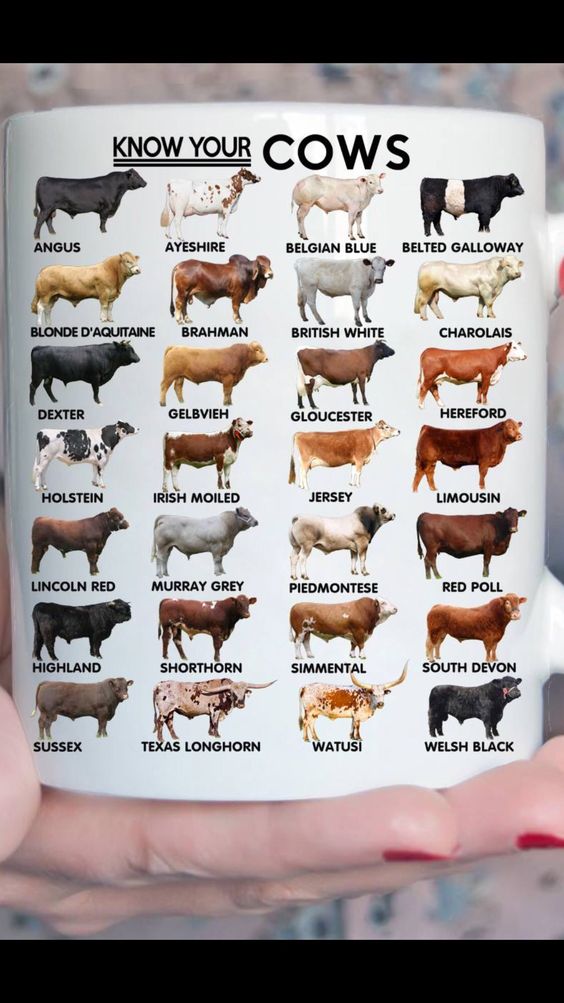 KNOW YOUR COWS
ANGUS AYESHIRE BELGIAN BLUE BELTED GALLOWAY
BLONDE D'AQUITAINE BRAHMAN BRITISH WHITE CHAROLAIS
DEXTER GELBVIEH GLOUCESTER HEREFORD
HOLSTEIN IRISH MOILED JERSEY LIMOUSIN
LINCOLN RED MURRAY GREY PIEDMONTESE RED POLL
HIGHLAND SHORTHORN SIMMENTAL SOUTH DEVON
SUSSEX TEXAS LONGHORN WATUSI WELSH BLACK